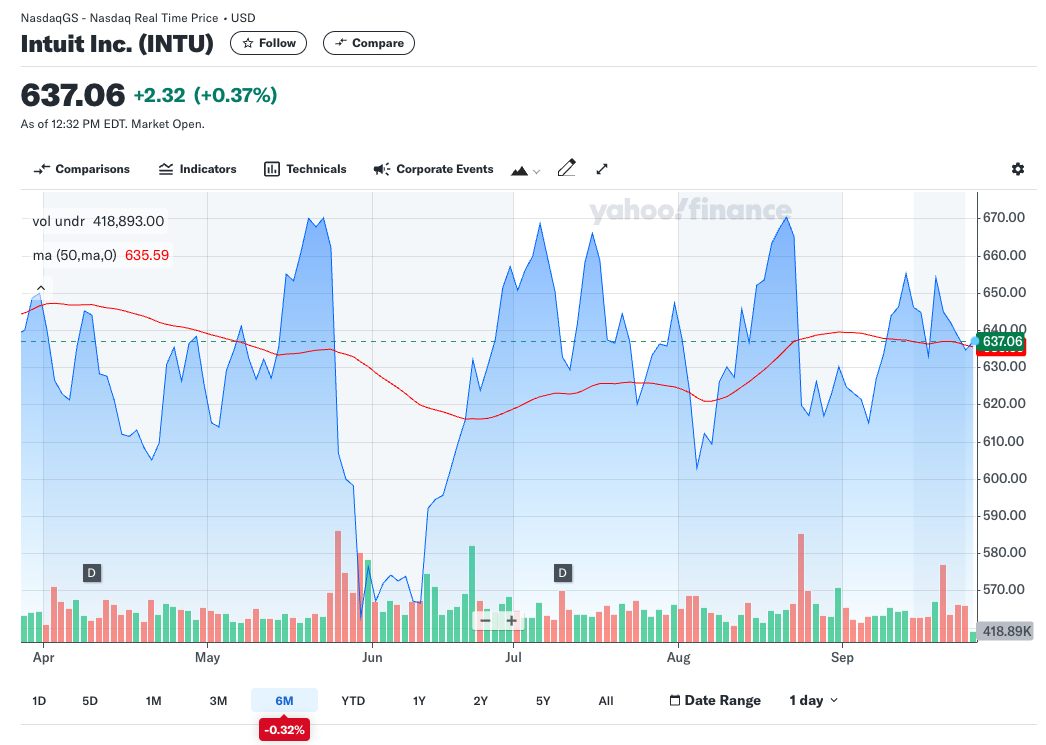 NasdaqGS - Nasdaq Real Time Price • USD
Intuit Inc. (INTU) Follow Compare
637.06 +2.32 (+0.37%)
As of 12:32 PM EDT. Market Open.
Comparisons Indicators Technicals Corporate Events
yahoo!finance
vol undr 418,893.00
ma (50,ma,0) 635.59
670.00
660.00
650.00
640.00
637.06
630.00
620.00
610.00
600.00
590.00
580.00
570.00
D D
418.89K
Apr May Jun Jul Aug Sep
1D 5D 1M 3M 6M YTD 1Y 2Y 5Y All Date Range 1 day
-0.32%